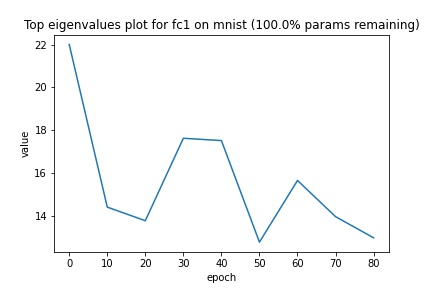 Top eigenvalues plot for fc1 on mnist (100.0% params remaining)
22
20
18
16
14
value
0 10 20 30 40 50 60 70 80
epoch